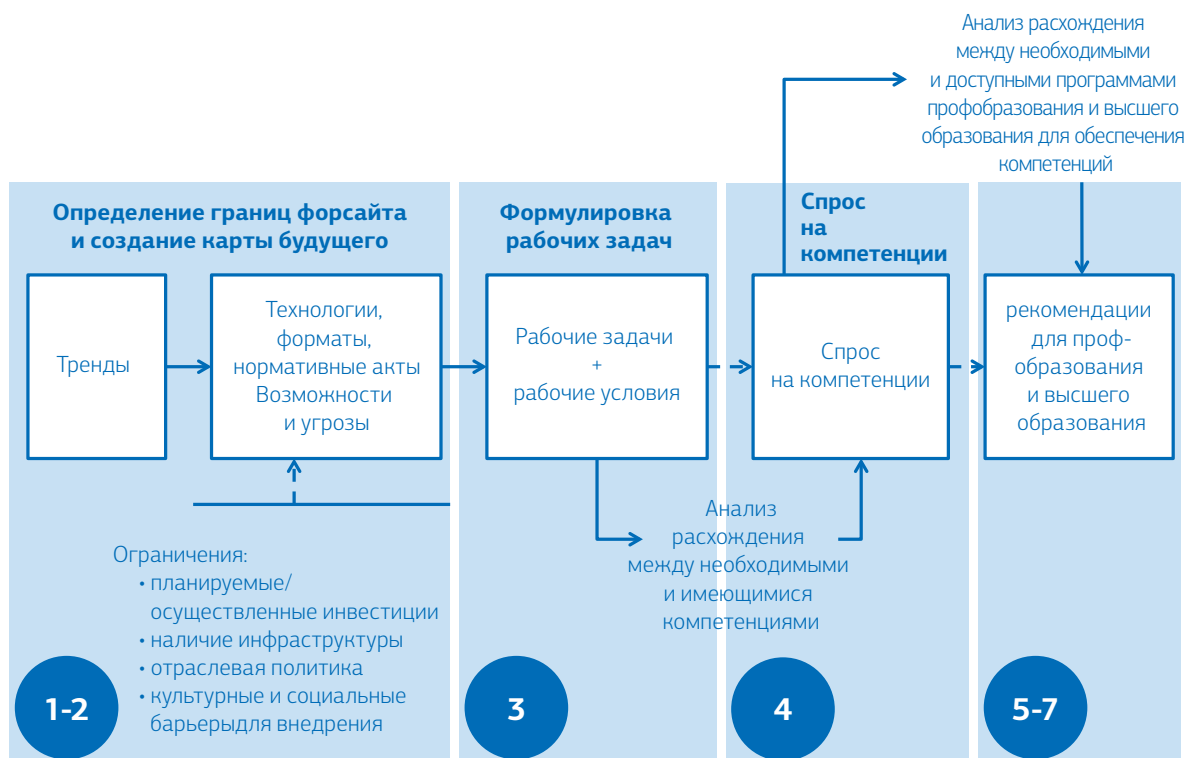 Анализ расхождения
между необходимыми
и доступными программами
профобразования и высшего
образования для обеспечения
компетенций
Определение границ форсайта
и создание карты будущего
Тренды
Технологии,
форматы,
нормативные акты
Возможности
и угрозы
Ограничения:
• планируемые/
осуществленные инвестиции
• наличие инфраструктуры
• отраслевая политика
• культурные и социальные
барьерыдля внедрения
1-2
Формулировка
рабочих задач
Рабочие задачи
+
рабочие условия
Анализ
расхождения
между необходимыми
и имеющимися
компетенциями
3
Спрос
на
компетенции
Спрос
на компетенции
4
рекомендации
для проф-
образования
и высшего
образования
5-7